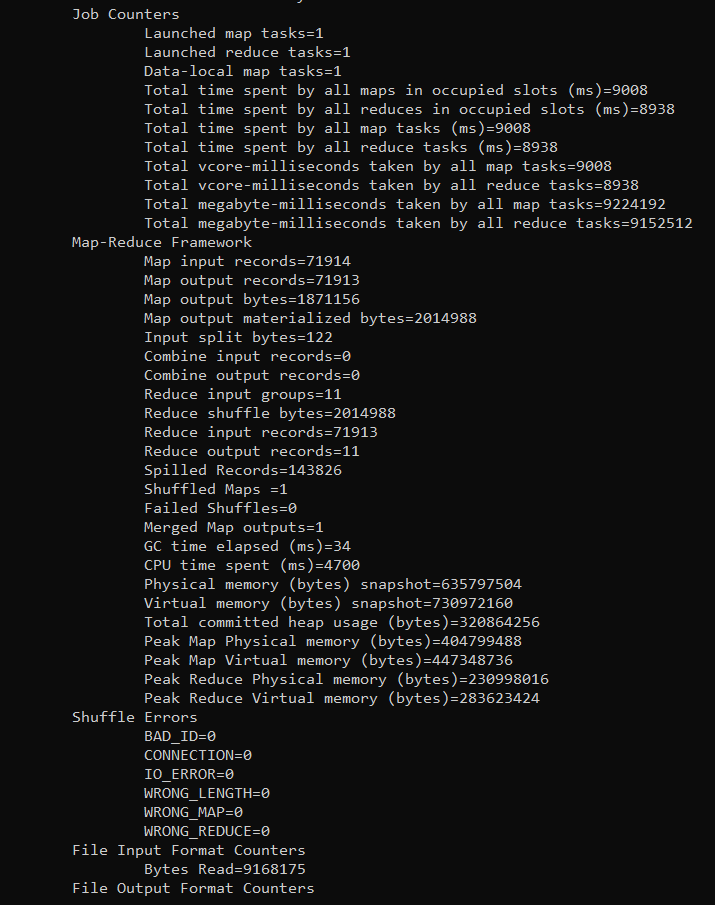 Job Counters
Launched map tasks=1
Launched reduce tasks=1
Data-local map tasks=1
Total time spent by all maps in occupied slots (ms)=9008
Total time spent by all reduces in occupied slots (ms)=8938
Total time spent by all map tasks (ms)=9008
Total time spent by all reduce tasks (ms)=8938
Total vcore-milliseconds taken by all map tasks=9008
Total vcore-milliseconds taken by all reduce tasks=8938
Total megabyte-milliseconds taken by all map tasks=9224192
Total megabyte-milliseconds taken by all reduce tasks=9152512
Map-Reduce Framework
Map input records=71914
Map output records=71913
Map output bytes=1871156
Map output materialized bytes=2014988
Input split bytes=122
Combine input records=0
Combine output records=0
Reduce input groups=11
Reduce shuffle bytes=2014988
Reduce input records=71913
Reduce output records=11
Spilled Records=143826
Shuffled Maps =1
Failed Shuffles=0
Merged Map outputs=1
GC time elapsed (ms)=34
CPU time spent (ms)=4700
Physical memory (bytes) snapshot=635797504
Virtual memory (bytes) snapshot=730972160
Total committed heap usage (bytes)=320864256
Peak Map Physical memory (bytes)=404799488
Peak Map Virtual memory (bytes)=447348736
Peak Reduce Physical memory (bytes)=230998016
Peak Reduce Virtual memory (bytes)=283623424
Shuffle Errors
BAD_ID=0
CONNECTION=0
IO_ERROR=0
WRONG_LENGTH=0
WRONG_MAP=0
WRONG_REDUCE=0
File Input Format Counters
Bytes Read=9168175
File Output Format Counters